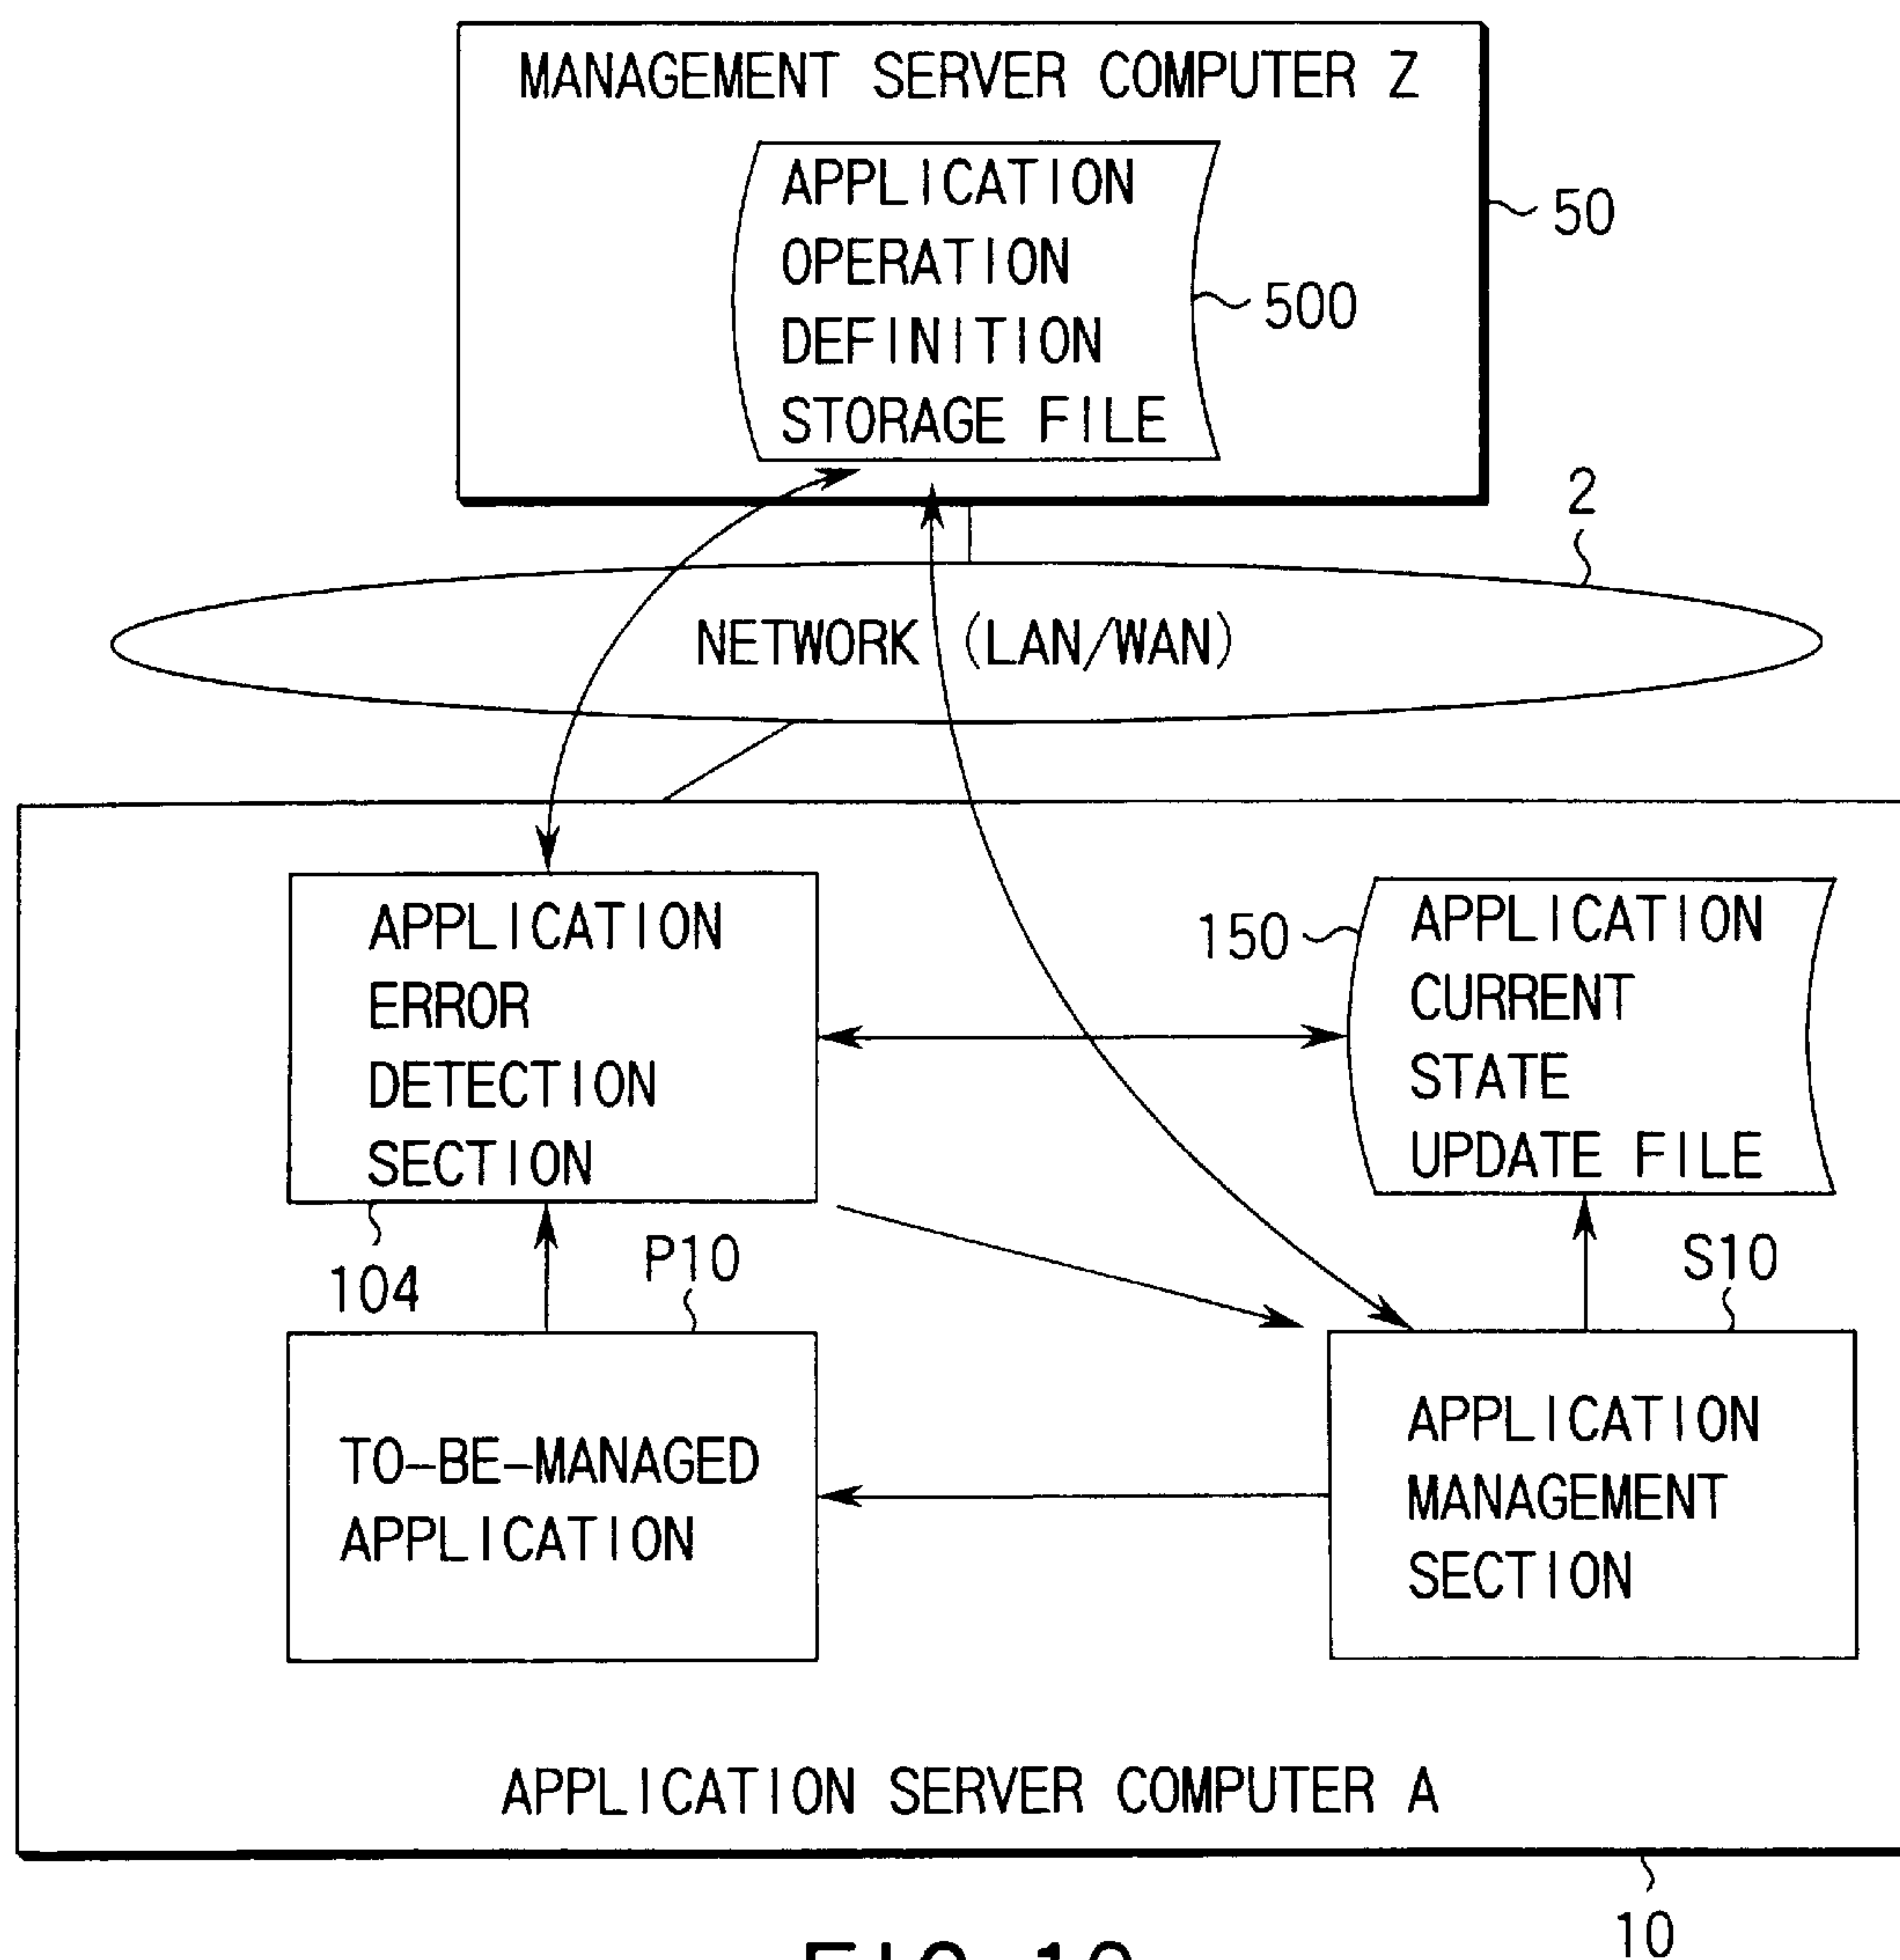 MANAGEMENT SERVER COMPUTER Z
APPLICATION
OPERATION
DEFINITION
STORAGE FILE
50
500
2
NETWORK (LAN/WAN)
APPLICATION
ERROR
DETECTION
SECTION
150
APPLICATION
CURRENT
STATE
UPDATE FILE
104
P10
S10
TO-BE-MANAGED
APPLICATION
APPLICATION
MANAGEMENT
SECTION
APPLICATION SERVER COMPUTER A
10